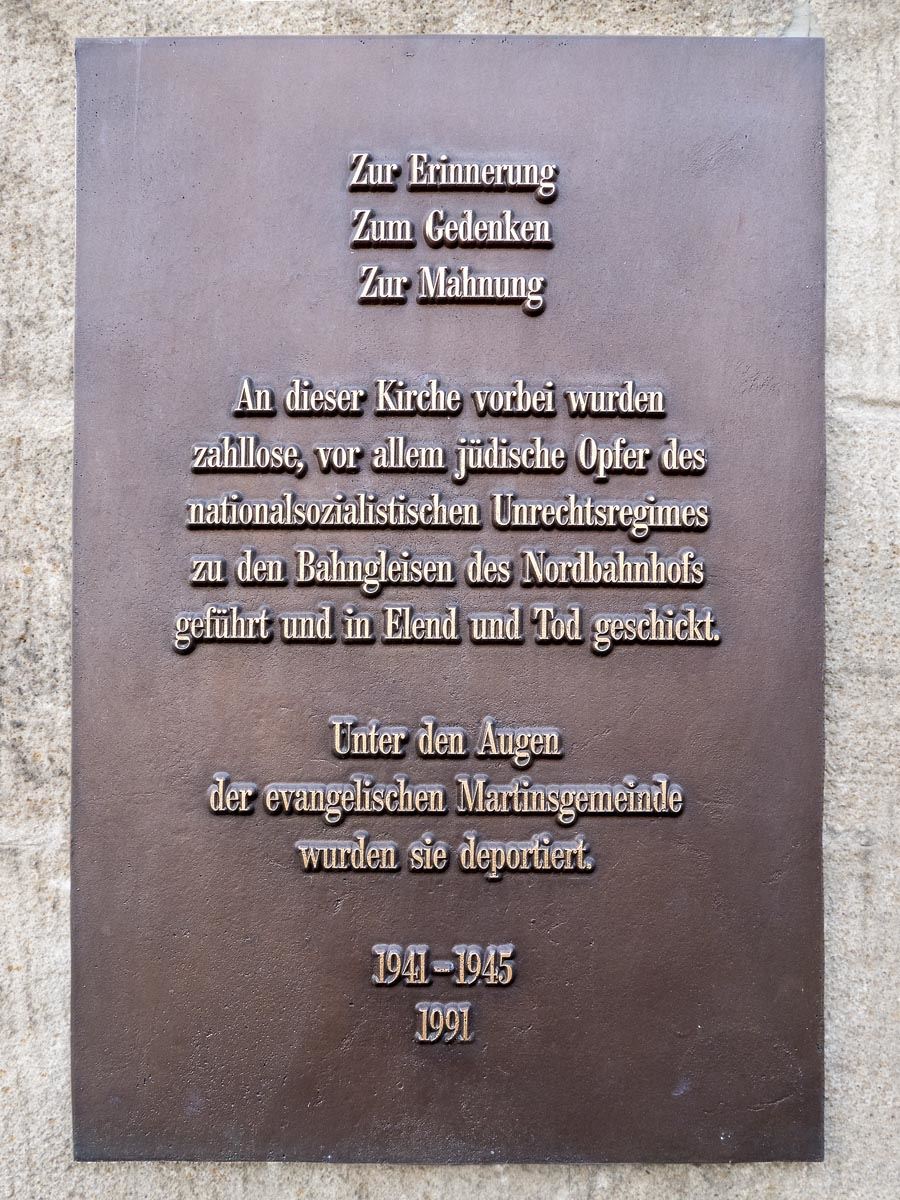 Zur Erinnerung
Zum Gedenken
Zur Mahnung
An dieser Kirche vorbei wurden
zahllose, vor allem jüdische Opfer des
nationalsozialistischen Unrechtsregimes
zu den Bahngleisen des Nordbahnhofs
geführt und in Elend und Tod geschickt.
Unter den Augen
der evangelischen Martinsgemeinde
wurden sie deportiert.
1941–1945
1991